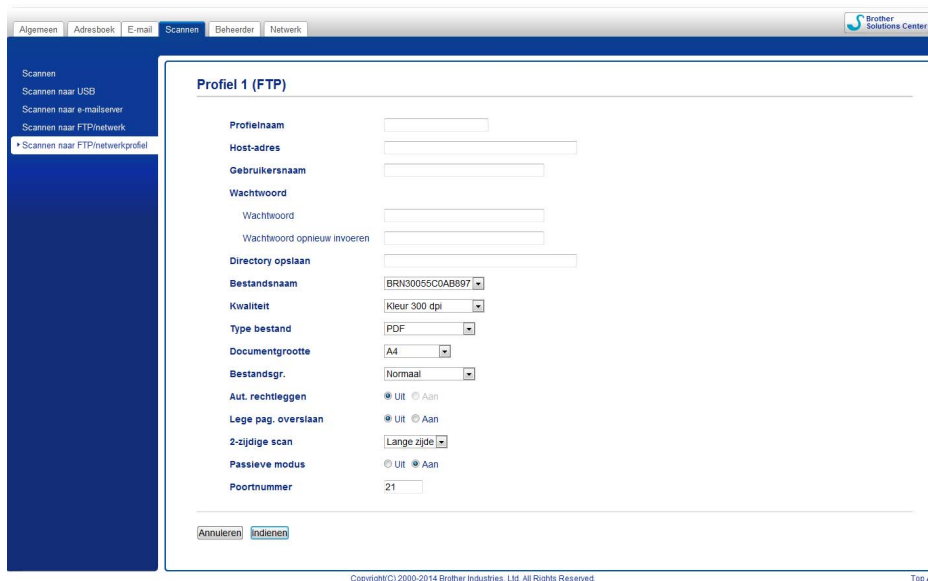 Algemeen Adresboek E-mail Scannen Beheerder Netwerk
Brother
Solutions Center
Scannen
Scannen naar USB
Scannen naar e-mailserver
Scannen naar FTP/netwerk
Scannen naar FTP/netwerkprofiel
Profiel 1 (FTP)
Profielnaam
Host-adres
Gebruikersnaam
Wachtwoord
Wachtwoord
Wachtwoord opnieuw invoeren
Directory opslaan
Bestandsnaam BRN30055C0AB897
Kwaliteit Kleur 300 dpi
Type bestand PDF
Documentgrootte A4
Bestandsgr. Normaal
Aut. rechtleggen Uit Aan
Lege pag. overslaan Uit Aan
2-zijdige scan Lange zijde
Passieve modus Uit Aan
Poortnummer 21
Annuleren Indienen
Copyright(C) 2000-2014 Brother Industries, Ltd. All Rights Reserved.
Top